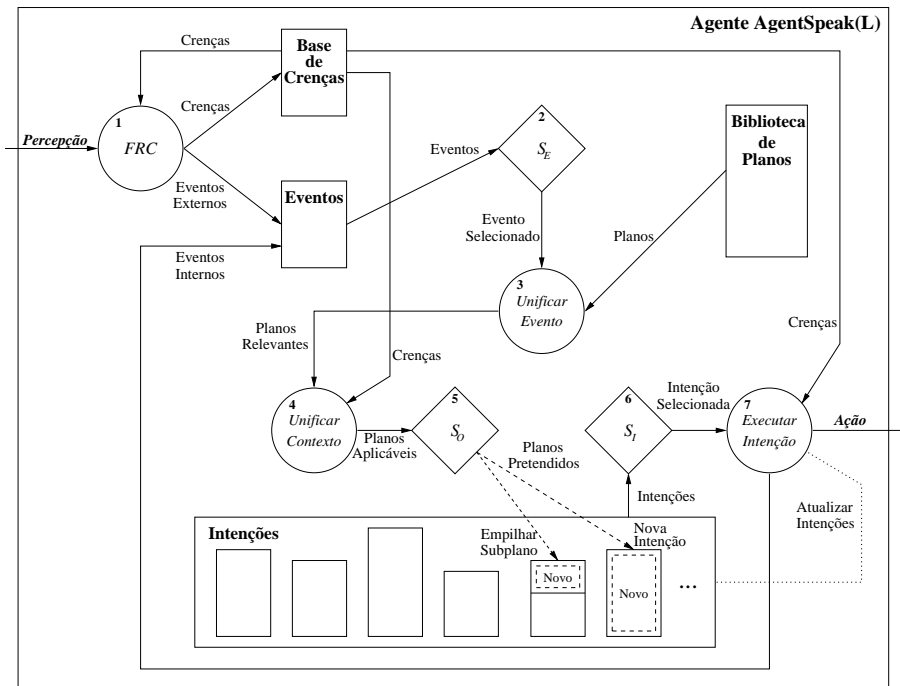 Agente AgentSpeak(L)
Crenças
Base
de
Crenças
Crenças
1
FRC
Percepção
Eventos
Externos
Eventos
2
S_E
Eventos
Biblioteca
de
Planos
Evento
Selecionado
Planos
Eventos
Internos
3
Unificar
Evento
Planos
Relevantes
Crenças
Crenças
4
Unificar
Contexto
Planos
Aplicáveis
5
S_O
Planos
Pretendidos
6
S_I
Intenção
Selecionada
7
Executar
Intenção
Ação
Intenções
Atualizar
Intenções
Intenções
Empilhar
Subplano
Nova
Intenção
Novo
Novo
...